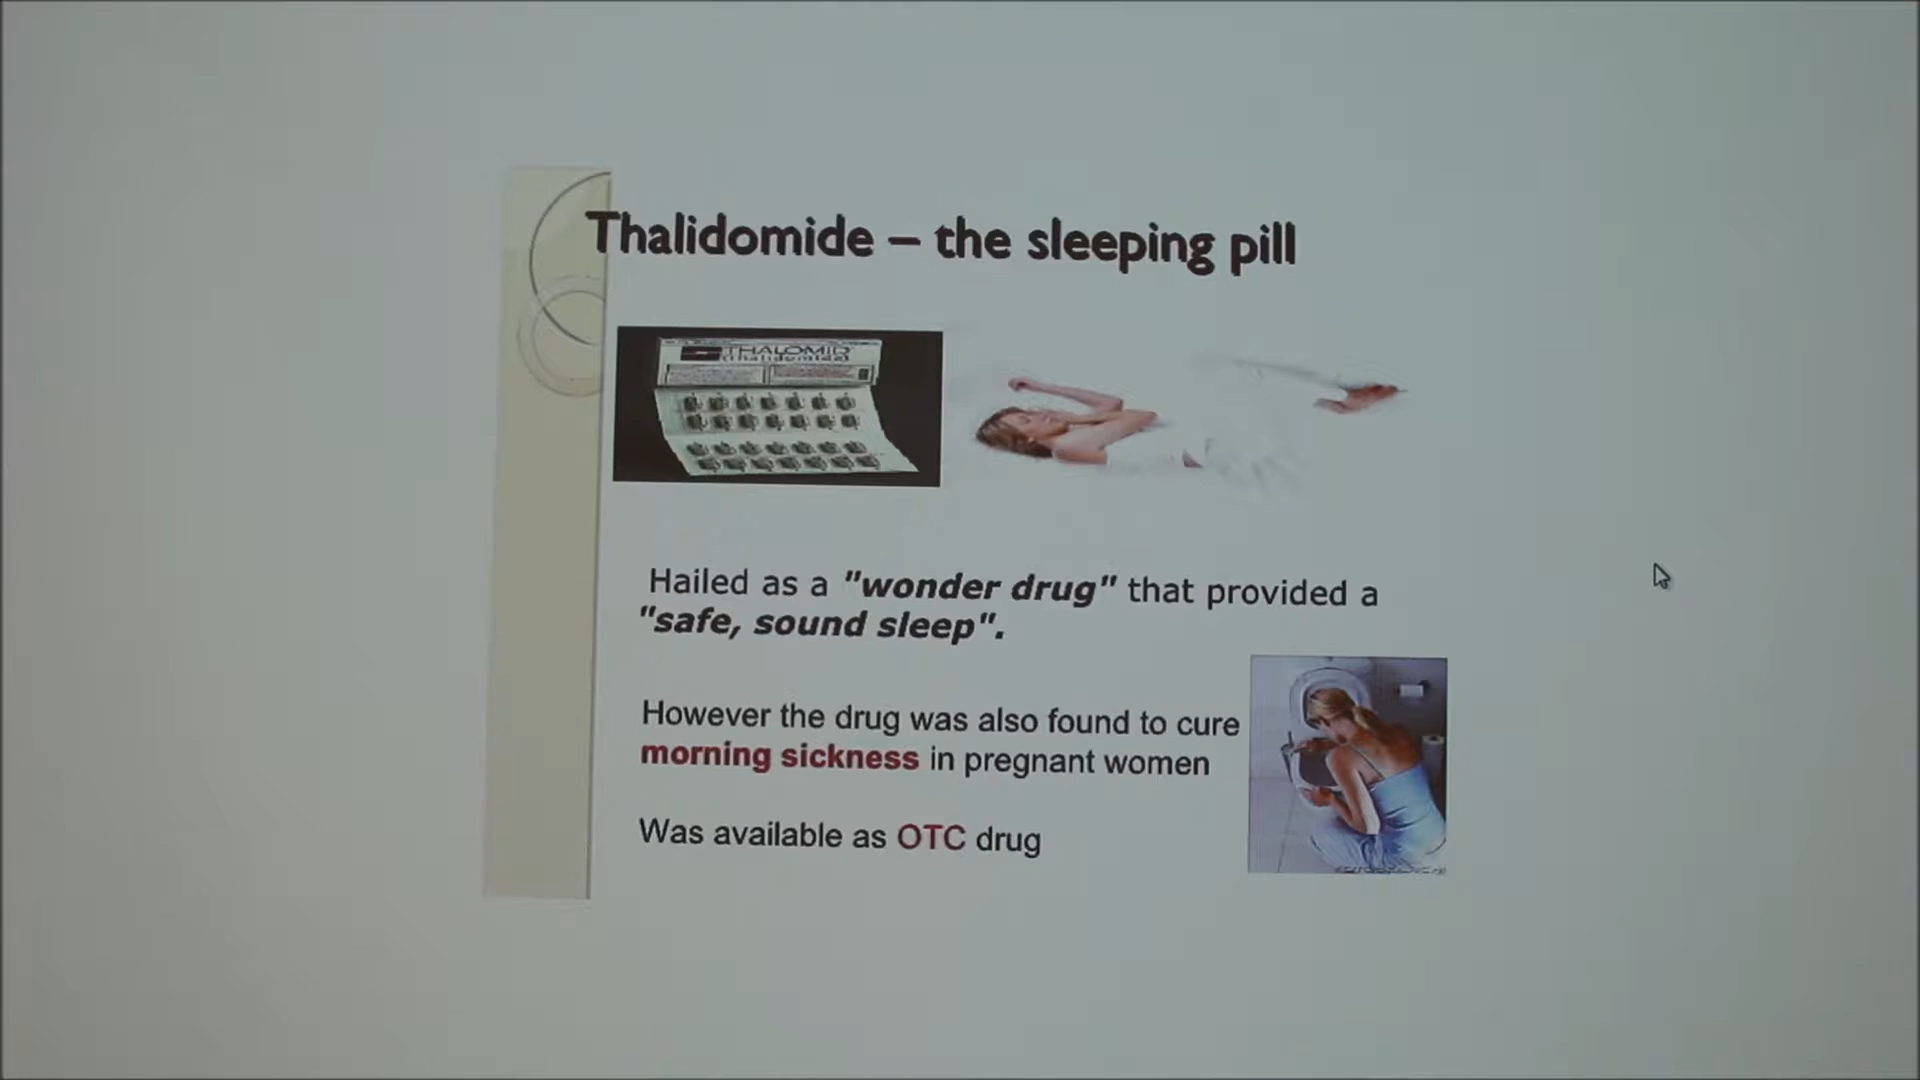 Thalidomide – the sleeping pill
THALOMID
(thalidomide)
Hailed as a "wonder drug" that provided a
"safe, sound sleep".
However the drug was also found to cure
morning sickness in pregnant women
Was available as OTC drug